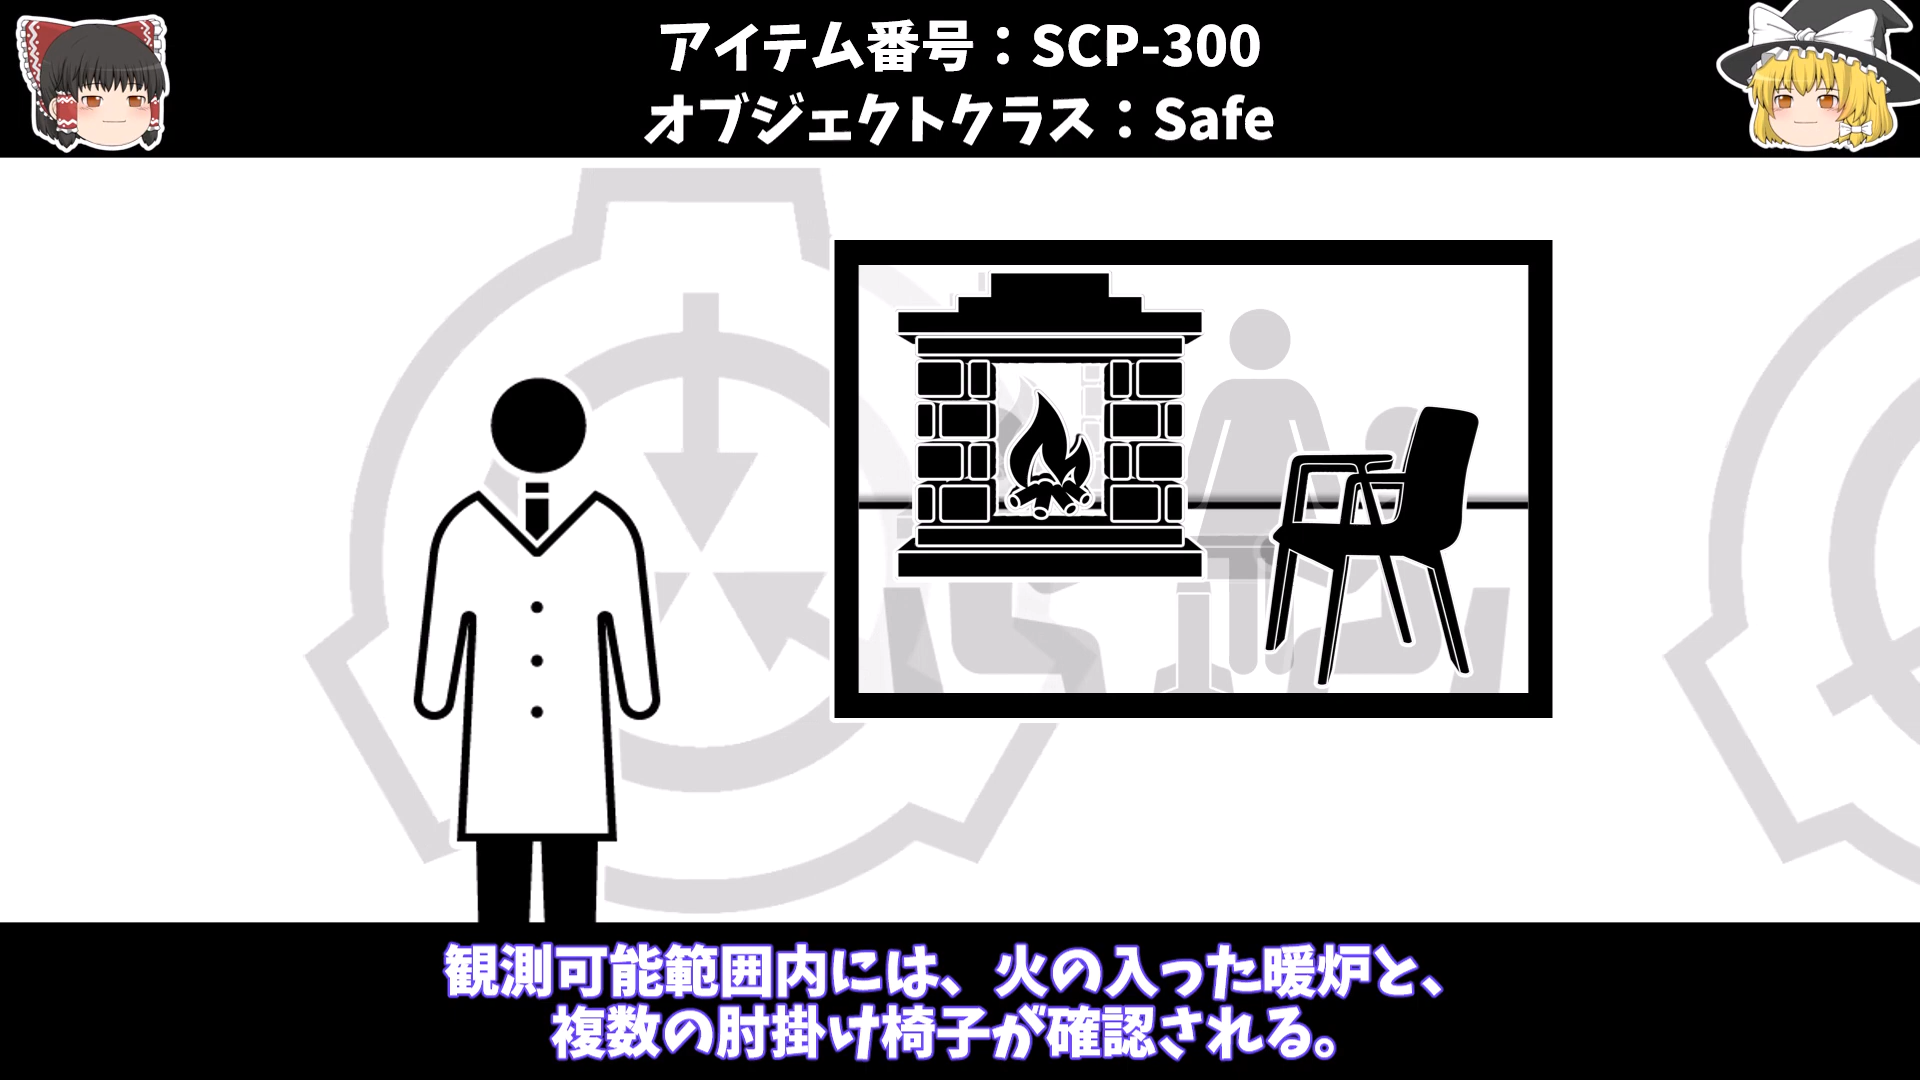 アイテム番号：SCP-300
オブジェクトクラス：Safe
観測可能範囲内には、火の入った暖炉と、
複数の肘掛け椅子が確認される。